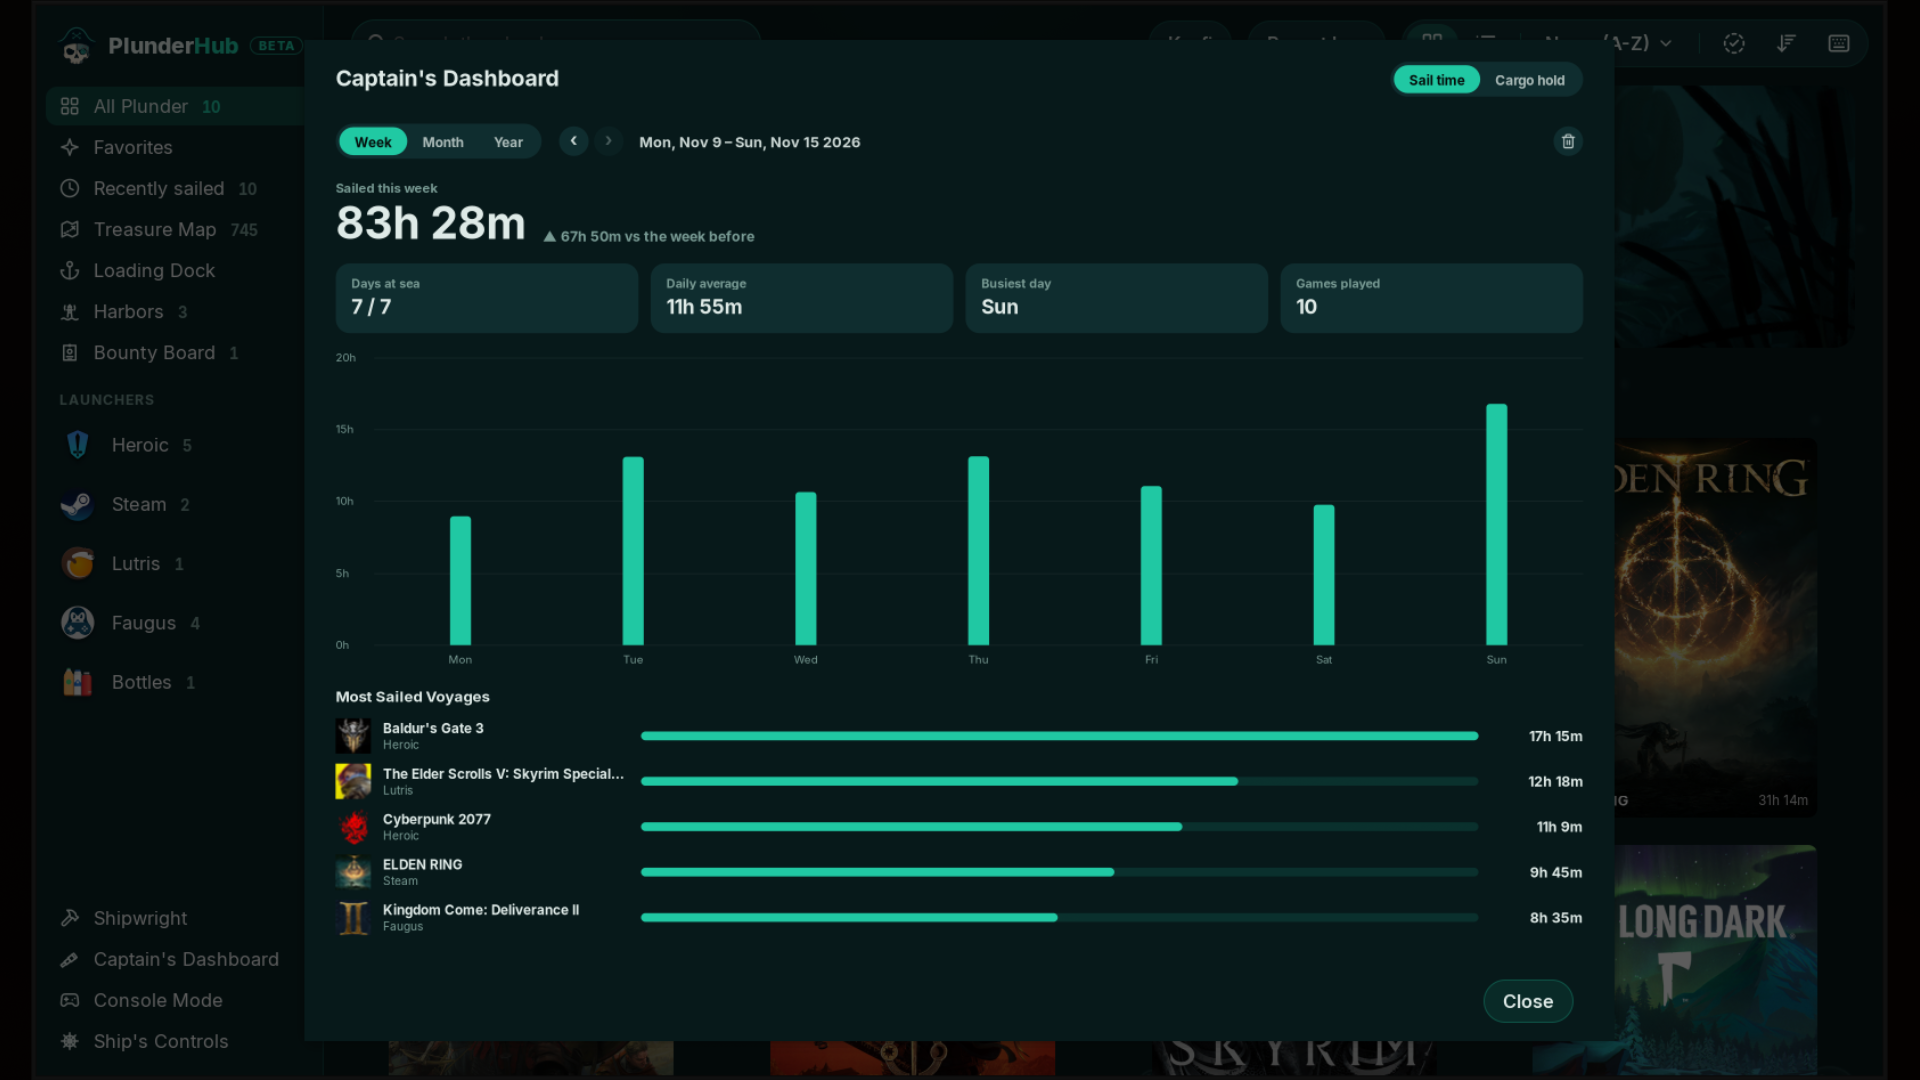 PlunderHub BETA
All Plunder 10
Favorites
Recently sailed 10
Treasure Map 745
Loading Dock
Harbors 3
Bounty Board 1
LAUNCHERS
Heroic 5
Steam 2
Lutris 1
Faugus 4
Bottles 1
Shipwright
Captain's Dashboard
Console Mode
Ship's Controls
Captain's Dashboard
Sail time
Cargo hold
Week
Month
Year
Mon, Nov 9 – Sun, Nov 15 2026
Sailed this week
83h 28m
▲ 67h 50m vs the week before
Days at sea
7 / 7
Daily average
11h 55m
Busiest day
Sun
Games played
10
20h
15h
10h
5h
0h
Mon
Tue
Wed
Thu
Fri
Sat
Sun
Most Sailed Voyages
Baldur's Gate 3
Heroic
17h 15m
The Elder Scrolls V: Skyrim Special...
Lutris
12h 18m
Cyberpunk 2077
Heroic
11h 9m
ELDEN RING
Steam
9h 45m
Kingdom Come: Deliverance II
Faugus
8h 35m
Close
(A-Z)
DEN RING
31h 14m
LONG DARK
SKYRIM